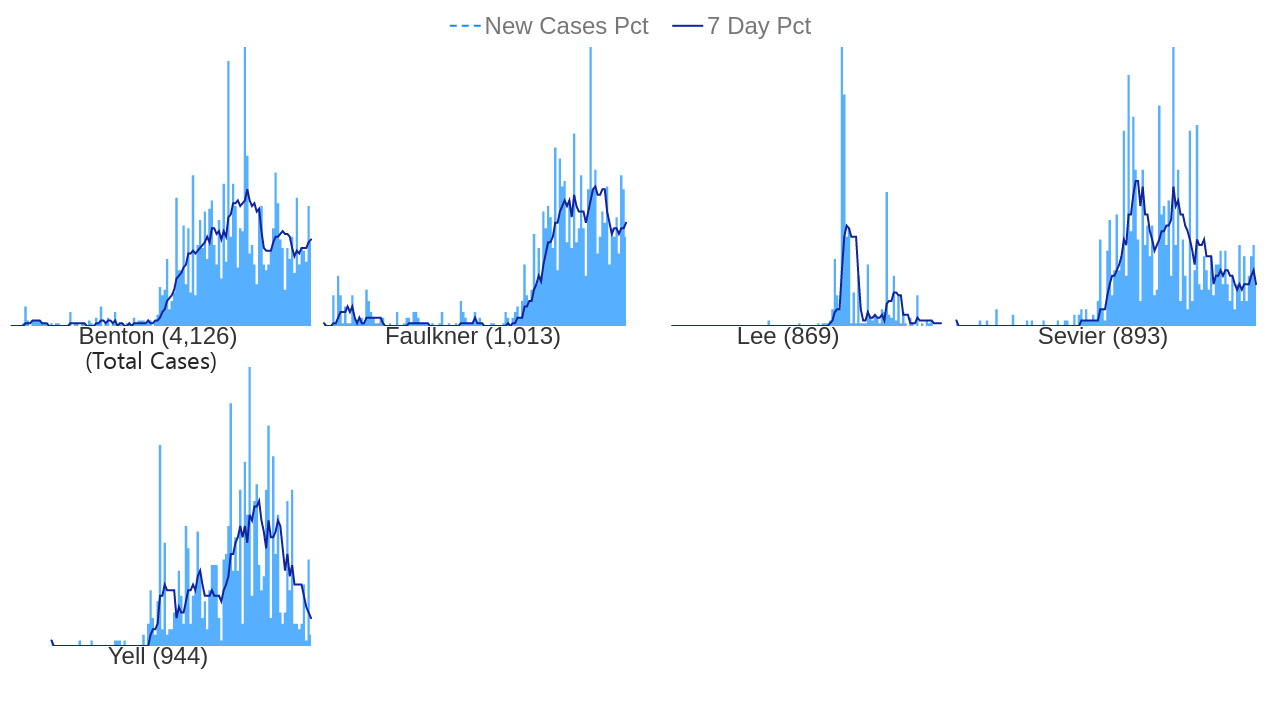 New Cases Pct 7 Day Pct
Benton (4,126) Faulkner (1,013) Lee (869) Sevier (893)
(Total Cases)
Yell (944)